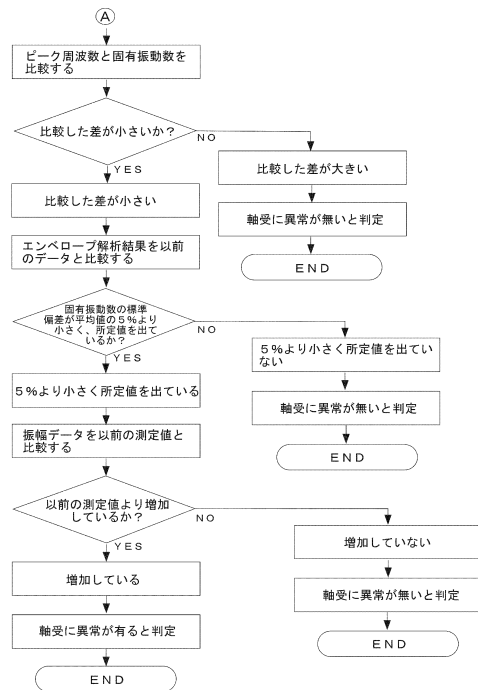 A
ピーク周波数と固有振動数を
比較する
比較した差が小さいか？
NO
YES
比較した差が大きい
比較した差が小さい
軸受に異常が無いと判定
エンベロープ解析結果を以前
のデータと比較する
END
固有振動数の標準
偏差が平均値の５％より
小さく、所定値を出て
いるか？
NO
YES
５％より小さく所定値を出てい
ない
５％より小さく所定値を出ている
軸受に異常が無いと判定
振幅データを以前の測定値と
比較する
END
以前の測定値より増加
しているか？
NO
YES
増加していない
増加している
軸受に異常が無いと判定
軸受に異常が有ると判定
END
END